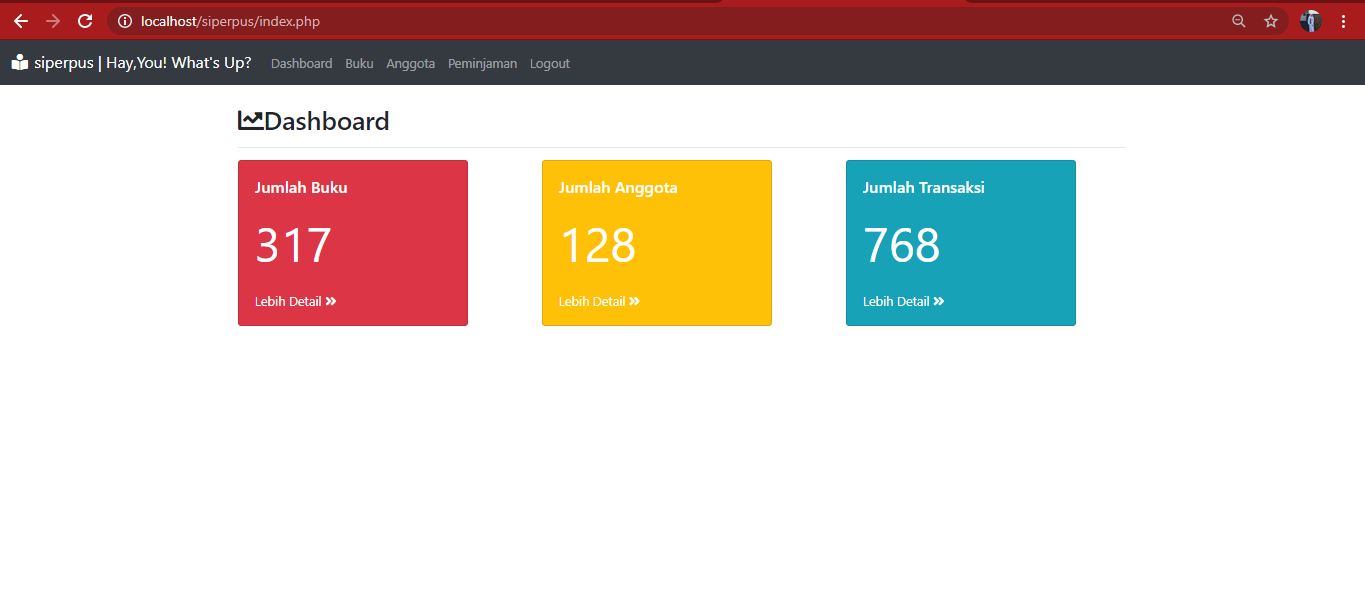 localhost/siperpus/index.php
siperpus | Hay,You! What's Up? Dashboard Buku Anggota Peminjaman Logout
Dashboard
Jumlah Buku
317
Lebih Detail
Jumlah Anggota
128
Lebih Detail
Jumlah Transaksi
768
Lebih Detail